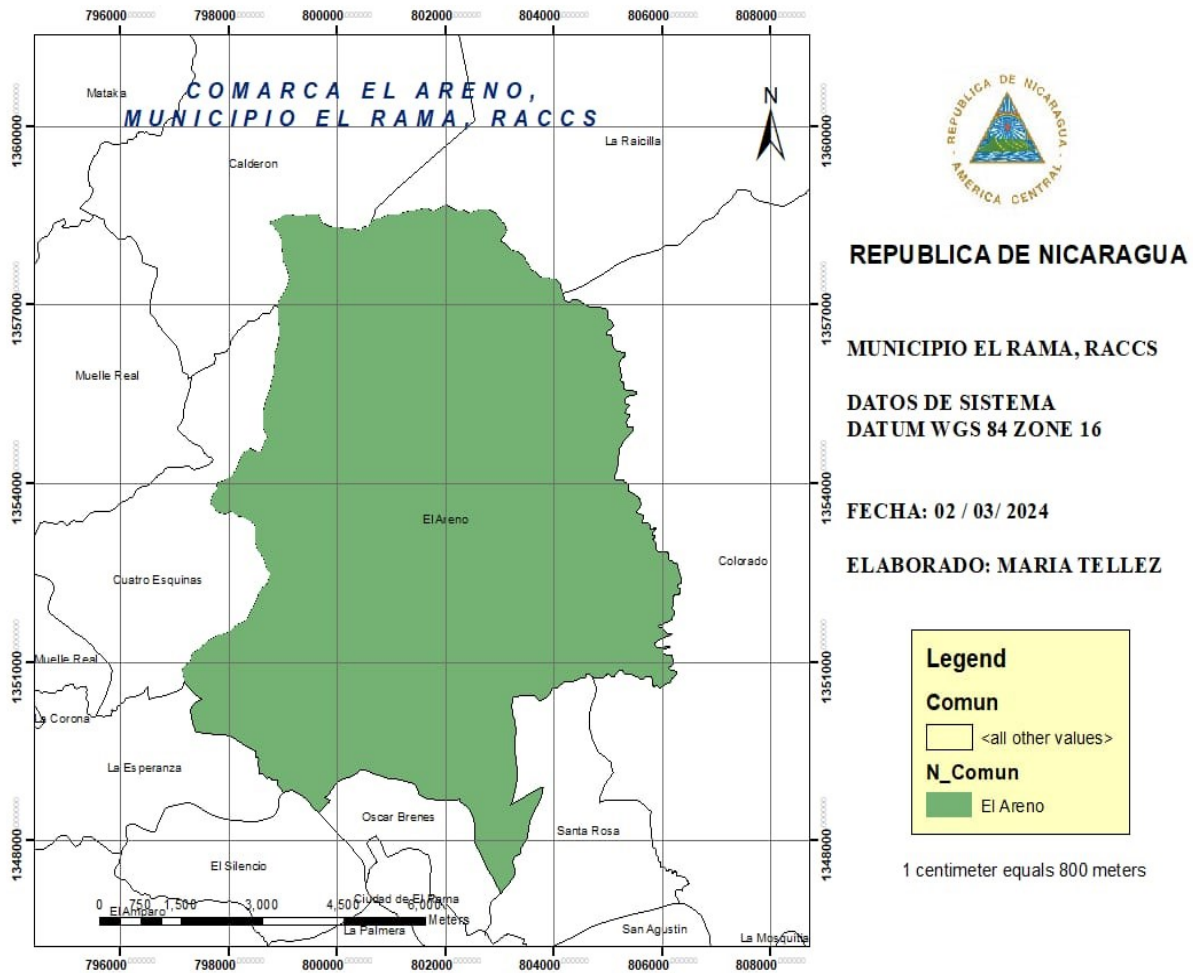 796000 798000 800000 802000 804000 806000 808000
COMARCA EL ARENO,
MUNICIPIO EL RAMA, RACCS
Mataka
N
La Raicilla
Calderon
1360000 1360000
1357000 1357000
Muelle Real
1354000 1354000
El Areno
Colorado
Cuatro Esquinas
Muelle Real
1351000 1351000
La Corona
La Esperanza
Oscar Brenes
Santa Rosa
1348000 1348000
El Silencio
Ciudad de El Rama
0 750 1,500 3,000 4,500 6,000
Meters
El Amparo
La Palmera
San Agustin
La Mosquitia
796000 798000 800000 802000 804000 806000 808000
REPUBLICA DE NICARAGUA
AMERICA CENTRAL
REPUBLICA DE NICARAGUA
MUNICIPIO EL RAMA, RACCS
DATOS DE SISTEMA
DATUM WGS 84 ZONE 16
FECHA: 02 / 03/ 2024
ELABORADO: MARIA TELLEZ
Legend
Comun
<all other values>
N_Comun
El Areno
1 centimeter equals 800 meters